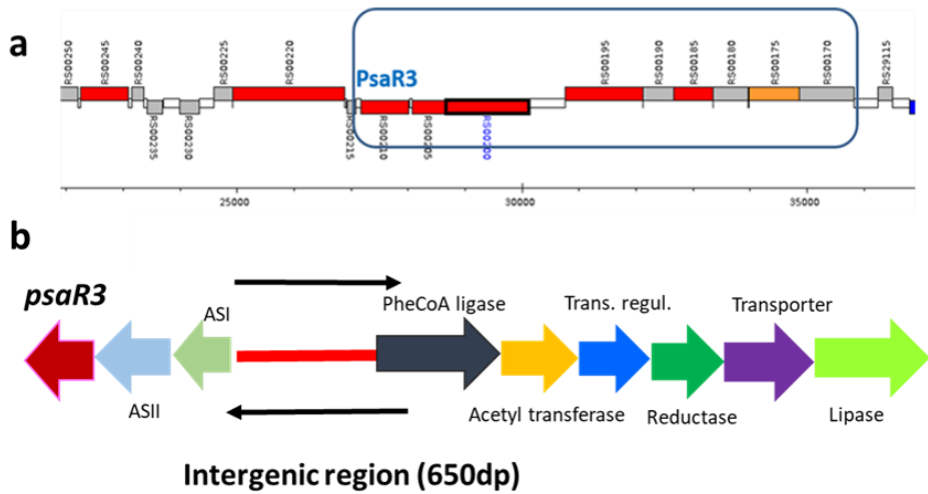 a
RS00250
RS00245
RS00240
RS00225
RS00220
RS00195
RS00190
RS00185
RS00180
RS00175
RS00170
RS29115
PsaR3
RS00235
RS00230
RS00215
RS00210
RS00205
RS00200
25000
30000
35000
b
psaR3
ASI
PheCoA ligase
Trans. regul.
Transporter
ASII
Acetyl transferase
Reductase
Lipase
Intergenic region (650dp)